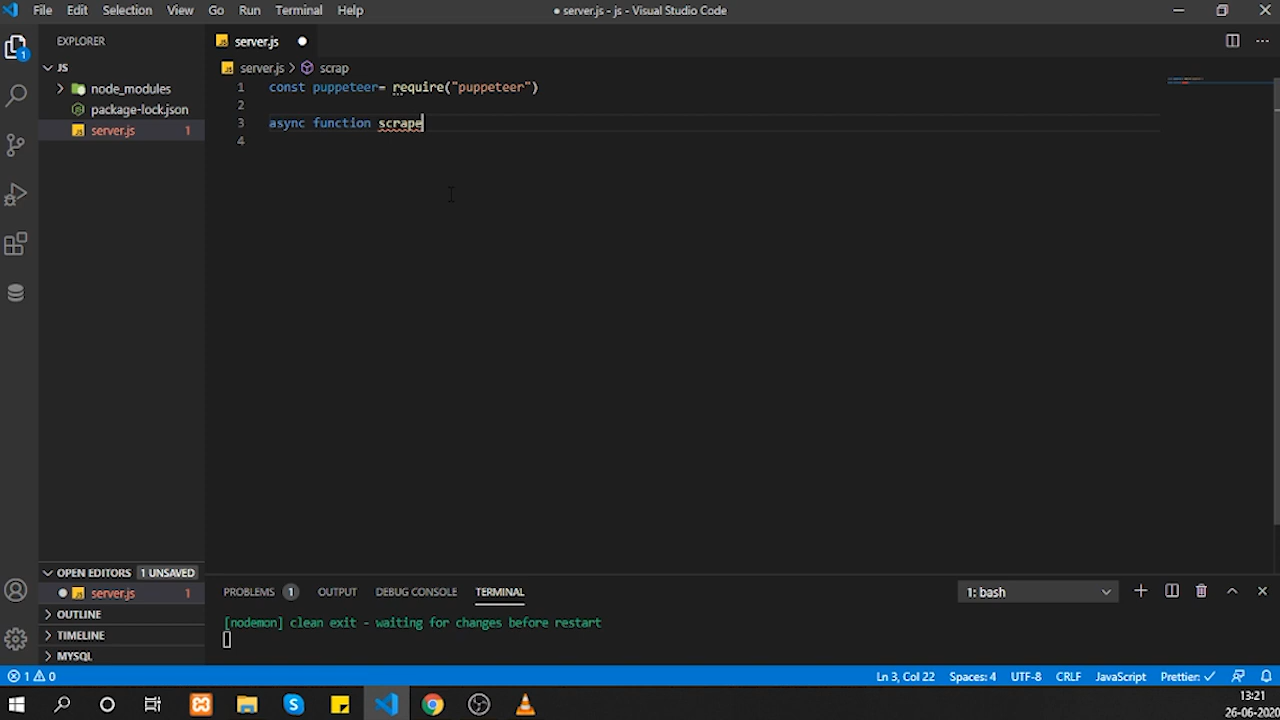 File Edit Selection View Go Run Terminal Help
● server.js - js - Visual Studio Code
EXPLORER
server.js ●
JS
server.js > scrap
node_modules
package-lock.json
server.js 1
1
1 const puppeteer= require("puppeteer")
2
3 async function scrape
4
OPEN EDITORS 1 UNSAVED
● server.js 1
OUTLINE
TIMELINE
MYSQL
PROBLEMS 1 OUTPUT DEBUG CONSOLE TERMINAL
1: bash
[nodemon] clean exit - waiting for changes before restart
1 0
Ln 3, Col 22 Spaces: 4 UTF-8 CRLF JavaScript Prettier: ✓
13:21
26-06-2020